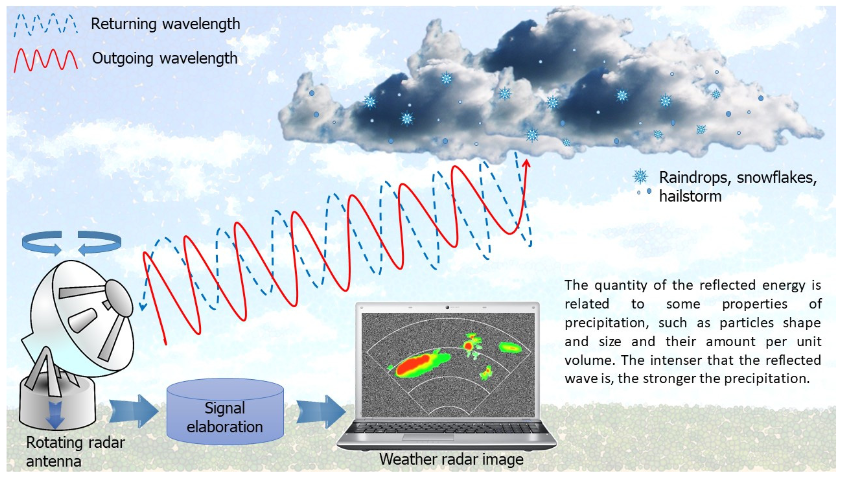 Returning wavelength
Outgoing wavelength
Raindrops, snowflakes,
hailstorm
The quantity of the reflected energy is
related to some properties of
precipitation, such as particles shape
and size and their amount per unit
volume. The intenser that the reflected
wave is, the stronger the precipitation.
Signal
elaboration
Rotating radar
antenna
Weather radar image